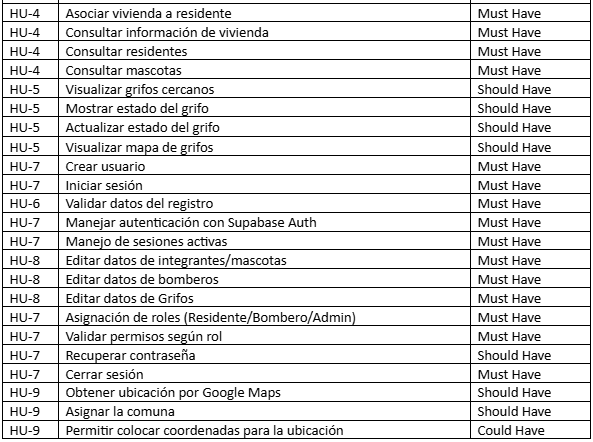 HU-4 Asociar vivienda a residente Must Have
HU-4 Consultar información de vivienda Must Have
HU-4 Consultar residentes Must Have
HU-4 Consultar mascotas Must Have
HU-5 Visualizar grifos cercanos Should Have
HU-5 Mostrar estado del grifo Should Have
HU-5 Actualizar estado del grifo Should Have
HU-5 Visualizar mapa de grifos Should Have
HU-7 Crear usuario Must Have
HU-7 Iniciar sesión Must Have
HU-6 Validar datos del registro Must Have
HU-7 Manejar autenticación con Supabase Auth Must Have
HU-7 Manejo de sesiones activas Must Have
HU-8 Editar datos de integrantes/mascotas Must Have
HU-8 Editar datos de bomberos Must Have
HU-8 Editar datos de Grifos Must Have
HU-7 Asignación de roles (Residente/Bombero/Admin) Must Have
HU-7 Validar permisos según rol Must Have
HU-7 Recuperar contraseña Should Have
HU-7 Cerrar sesión Must Have
HU-9 Obtener ubicación por Google Maps Should Have
HU-9 Asignar la comuna Should Have
HU-9 Permitir colocar coordenadas para la ubicación Could Have